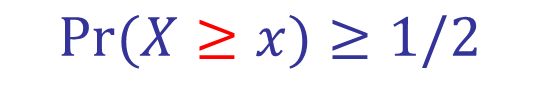 Pr(X ≥ x) ≥ 1/2